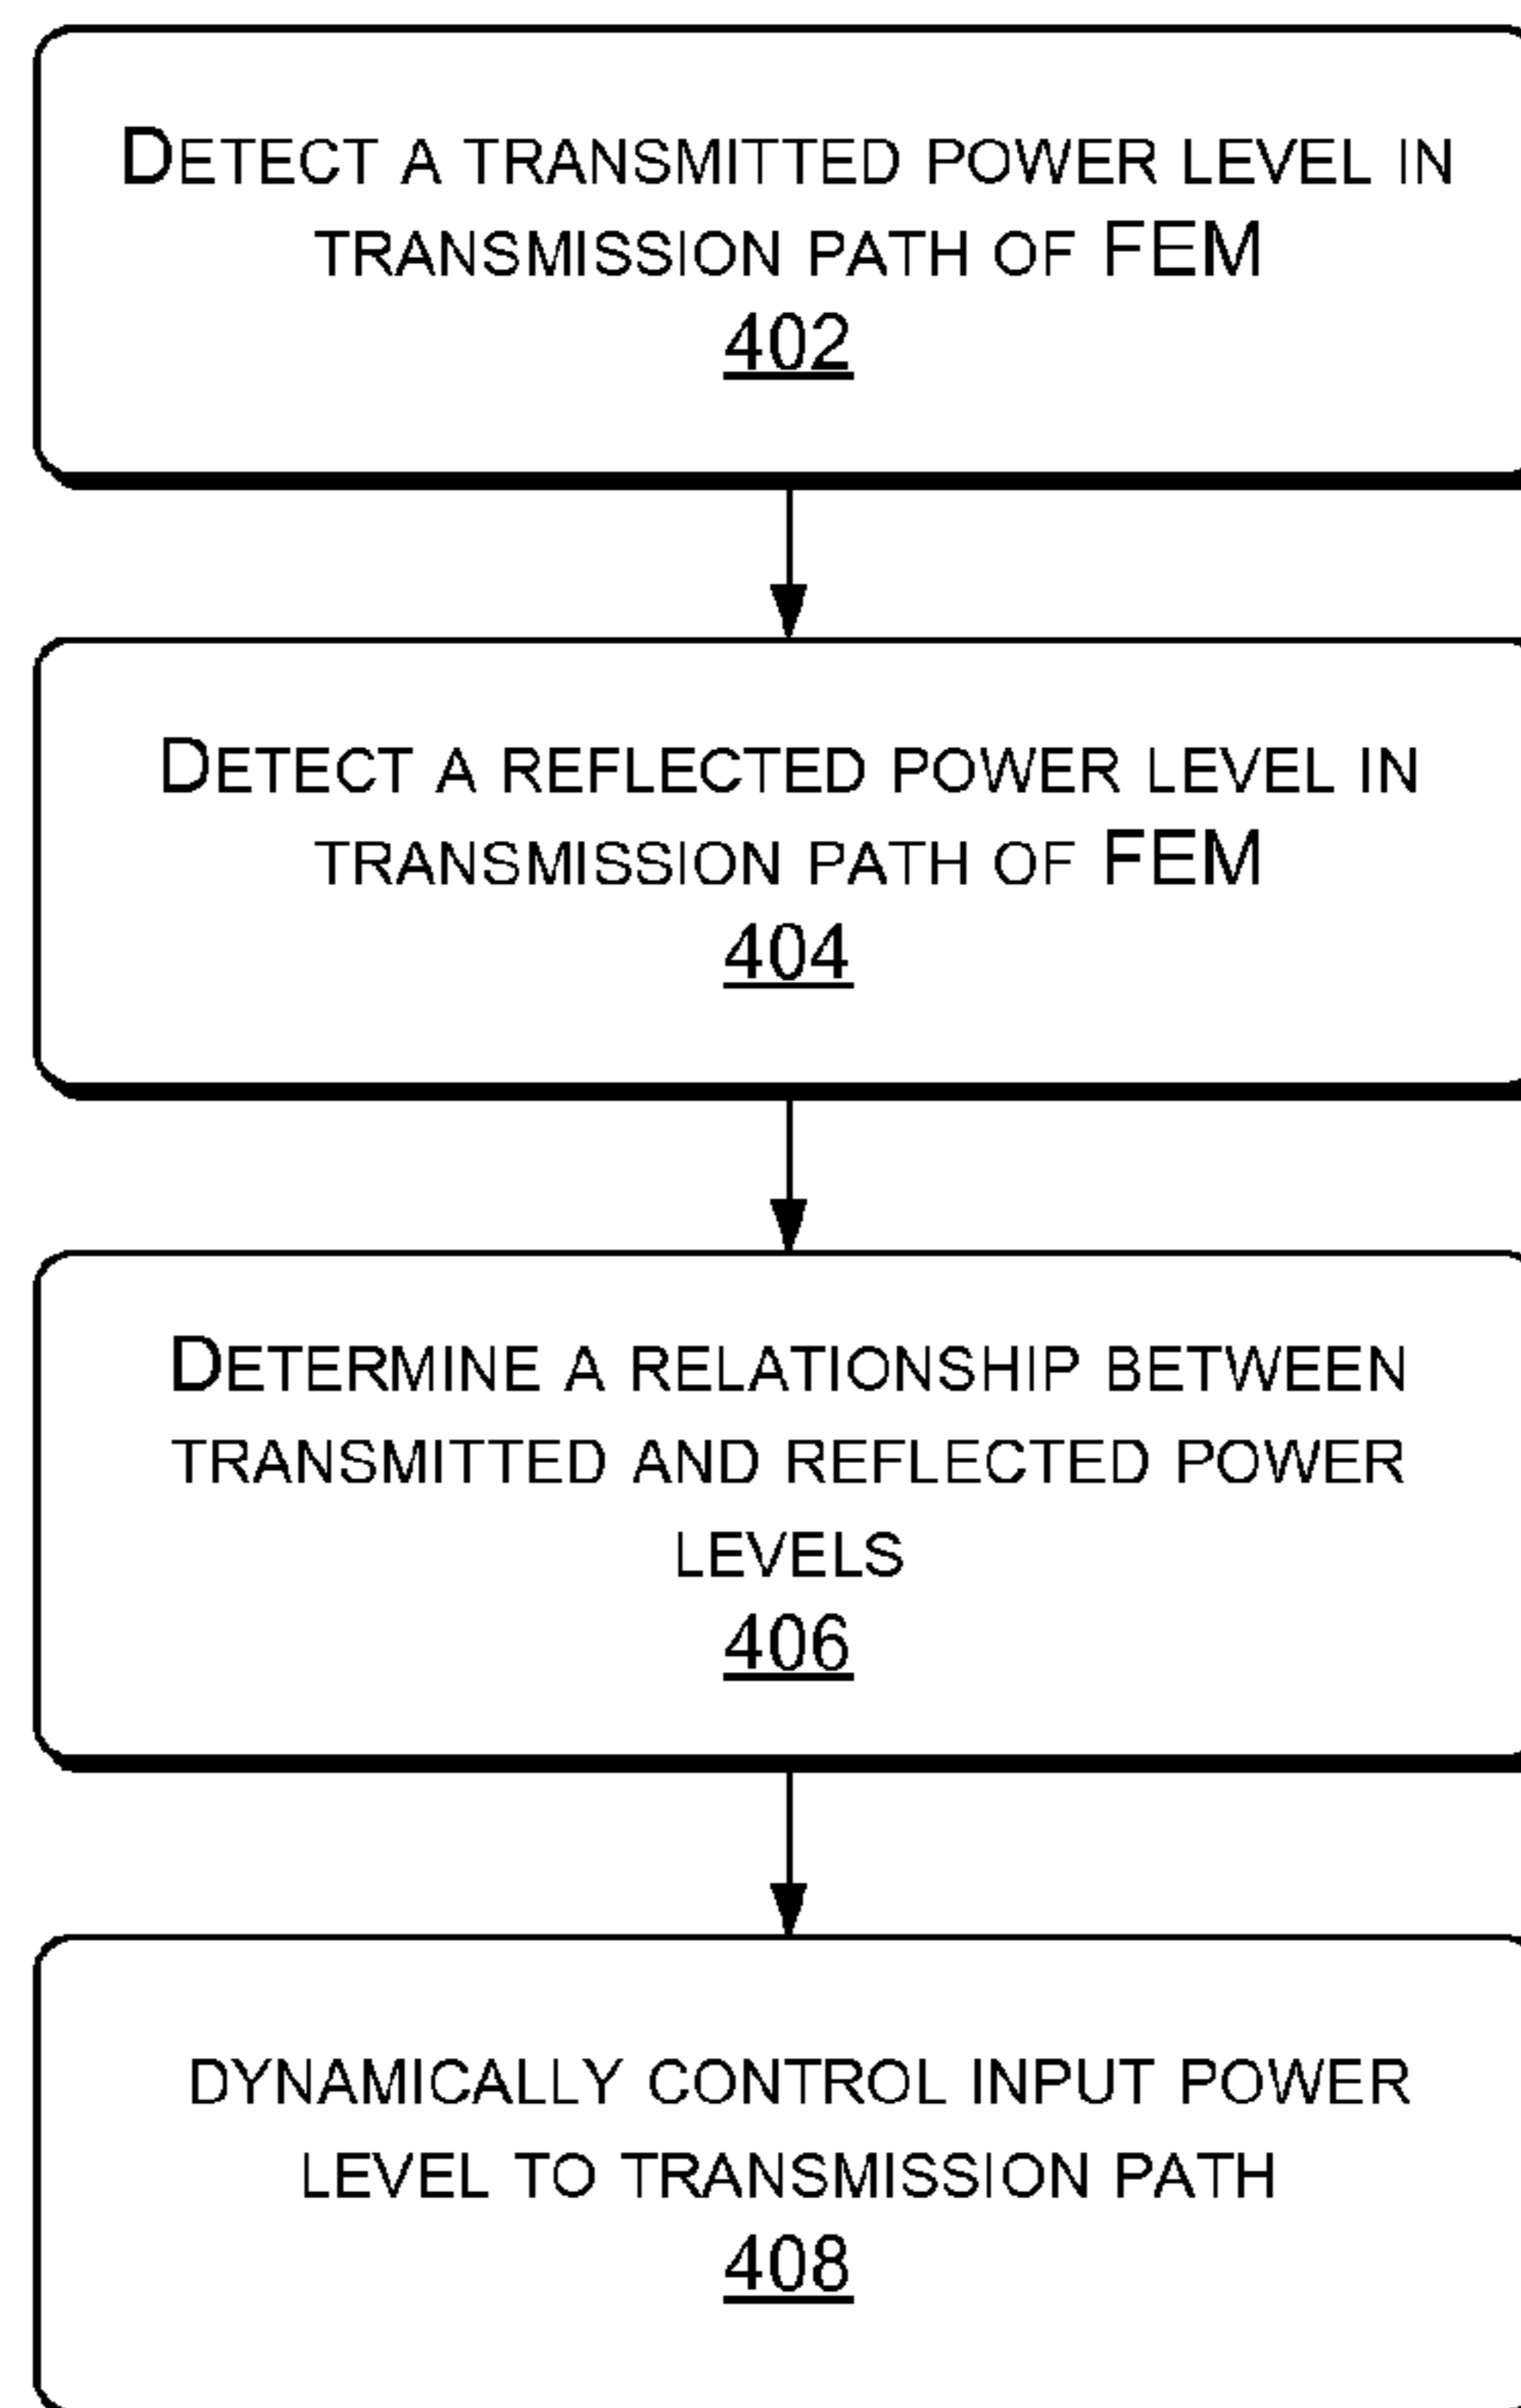 DETECT A TRANSMITTED POWER LEVEL IN
TRANSMISSION PATH OF FEM
402
DETECT A REFLECTED POWER LEVEL IN
TRANSMISSION PATH OF FEM
404
DETERMINE A RELATIONSHIP BETWEEN
TRANSMITTED AND REFLECTED POWER
LEVELS
406
DYNAMICALLY CONTROL INPUT POWER
LEVEL TO TRANSMISSION PATH
408